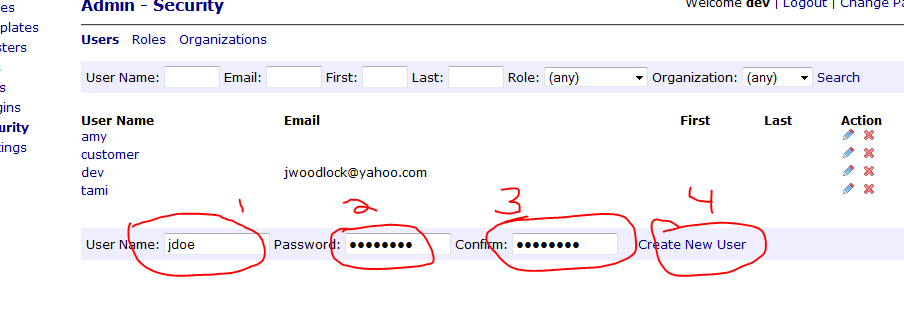 Admin - Security
Welcome dev | Logout | Change Pa
es
plates
sters
s
s
gins
urity
tings
Users Roles Organizations
User Name: Email: First: Last: Role: (any) Organization: (any) Search
User Name Email First Last Action
amy
customer
dev jwoodlock@yahoo.com
tami
1 2 3 4
User Name: jdoe Password: ●●●●●●●● Confirm: ●●●●●●●● Create New User